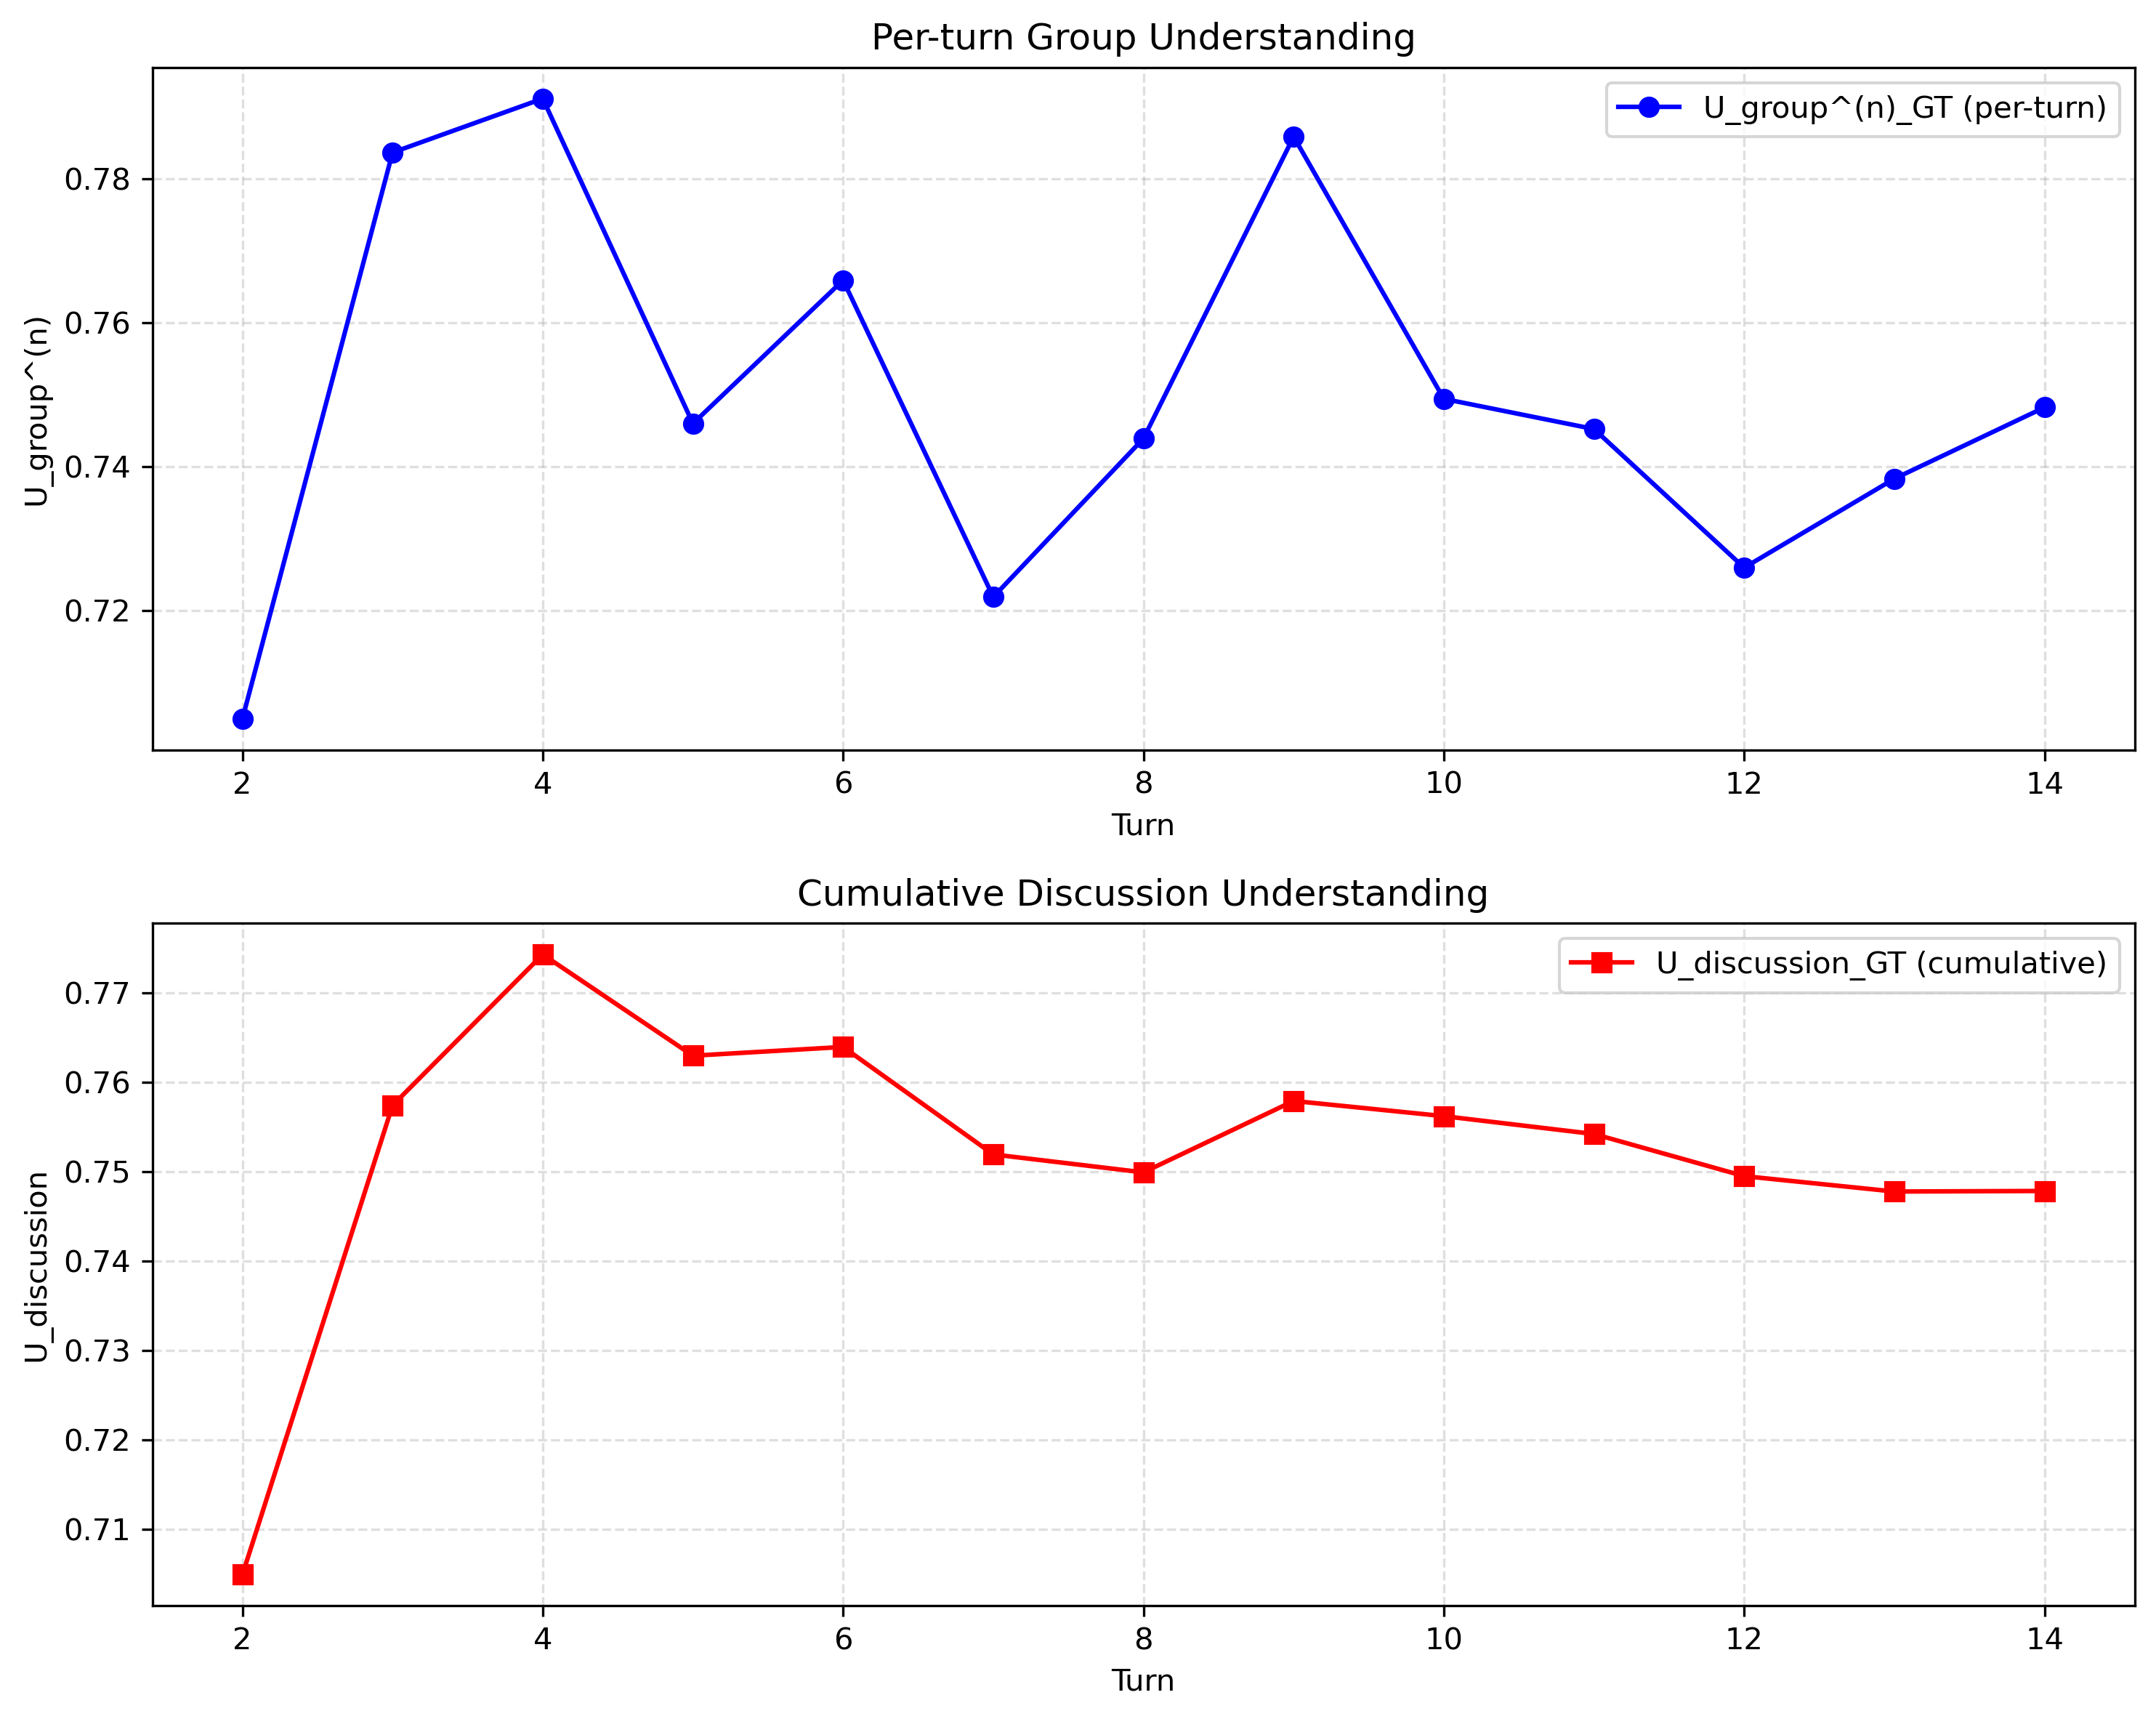 Per-turn Group Understanding
U_group^(n)_GT (per-turn)
U_group^(n)
0.78
0.76
0.74
0.72
2 4 6 8 10 12 14
Turn
Cumulative Discussion Understanding
U_discussion_GT (cumulative)
U_discussion
0.77
0.76
0.75
0.74
0.73
0.72
0.71
2 4 6 8 10 12 14
Turn